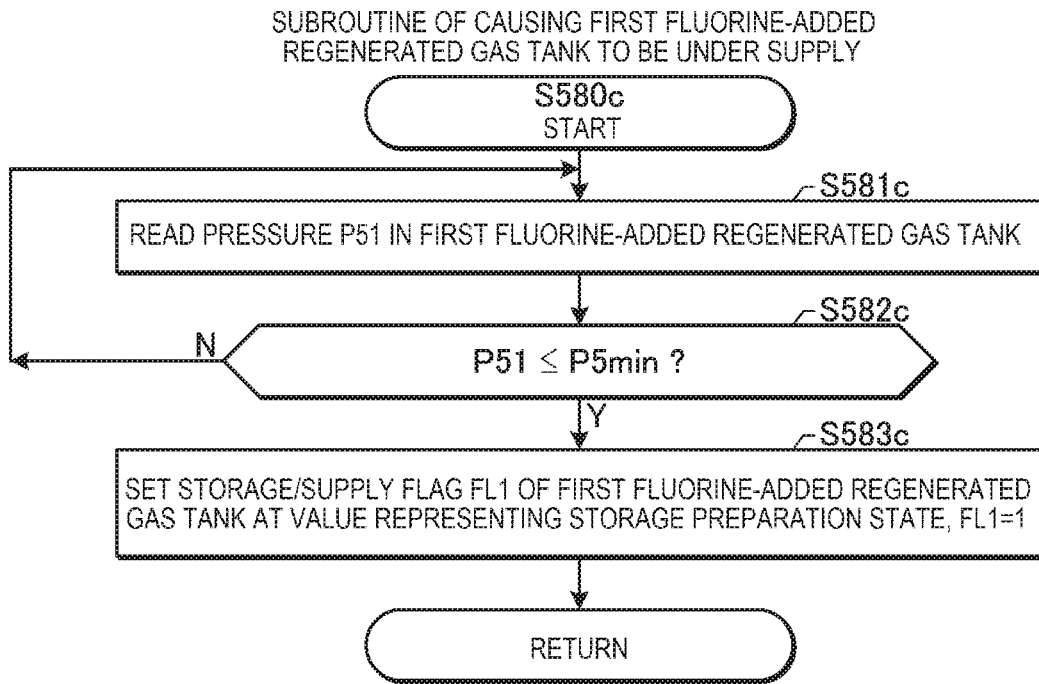 SUBROUTINE OF CAUSING FIRST FLUORINE-ADDED
REGENERATED GAS TANK TO BE UNDER SUPPLY
S580c
START
S581c
READ PRESSURE P51 IN FIRST FLUORINE-ADDED REGENERATED GAS TANK
S582c
N
P51 ≤ P5min ?
Y
S583c
SET STORAGE/SUPPLY FLAG FL1 OF FIRST FLUORINE-ADDED REGENERATED
GAS TANK AT VALUE REPRESENTING STORAGE PREPARATION STATE, FL1=1
RETURN